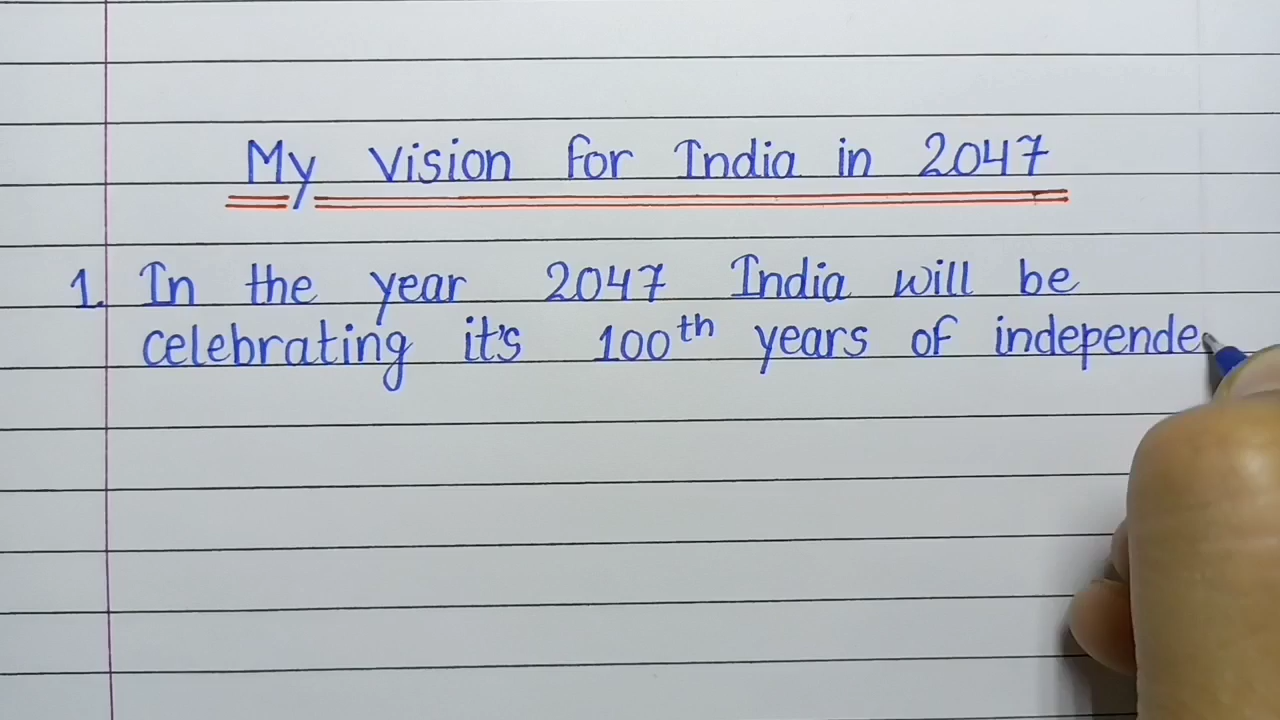 My Vision for India in 2047
1. In the year 2047 India will be
celebrating it's 100th years of independe